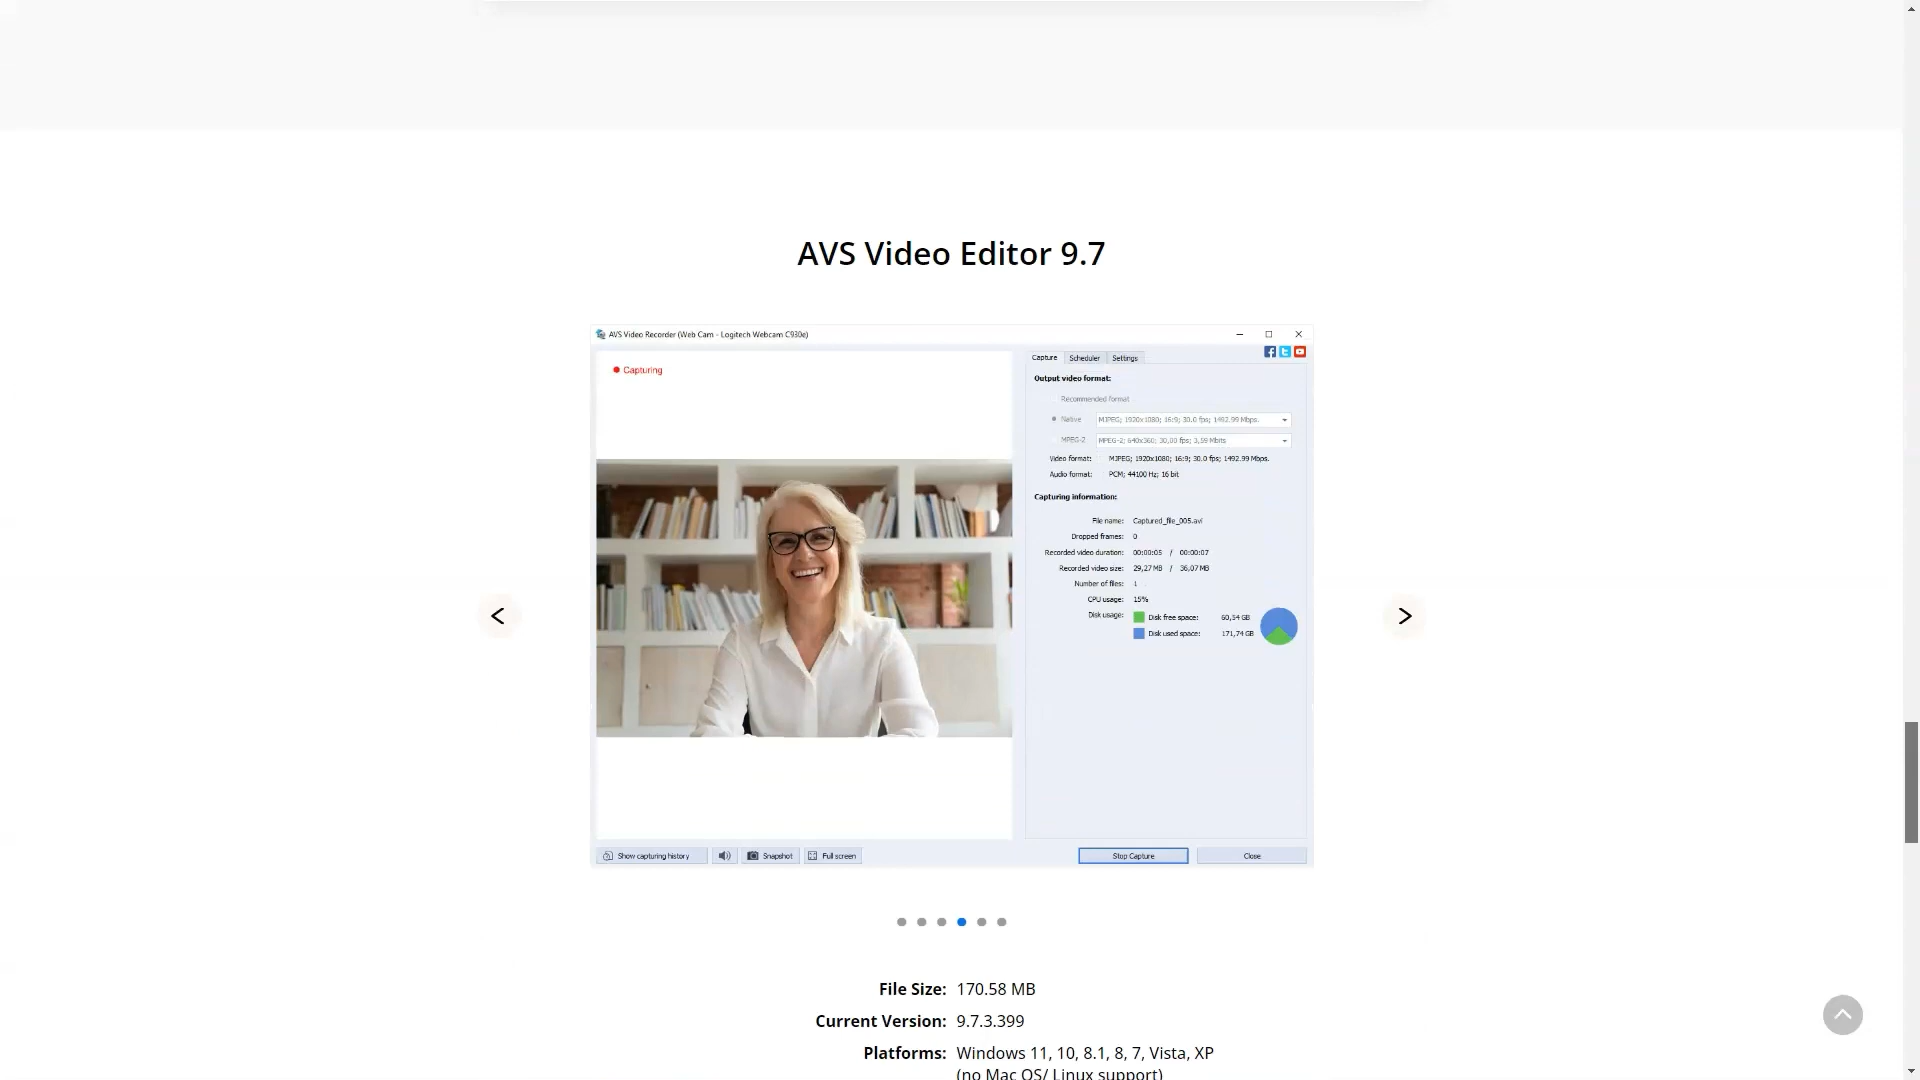 AVS Video Editor 9.7
AVS Video Recorder (Web Cam - Logitech Webcam C930e)
Capturing
Capture Scheduler Settings
Output video format:
Recommended format
Native MJPEG; 1920x1080; 16:9; 30.0 fps; 1492.99 Mbps.
MPEG-2 MPEG-2; 640x360; 30,00 fps; 3,59 Mbits
Video format: MJPEG; 1920x1080; 16:9; 30.0 fps; 1492.99 Mbps.
Audio format: PCM; 44100 Hz; 16 bit
Capturing information:
File name: Captured_file_005.avi
Dropped frames: 0
Recorded video duration: 00:00:05 / 00:00:07
Recorded video size: 29,27 MB / 36,07 MB
Number of files: 1
CPU usage: 15%
Disk usage: Disk free space: 60,54 GB
Disk used space: 171,74 GB
Show capturing history Snapshot Full screen Stop Capture Close
File Size: 170.58 MB
Current Version: 9.7.3.399
Platforms: Windows 11, 10, 8.1, 8, 7, Vista, XP
(no Mac OS/ Linux support)